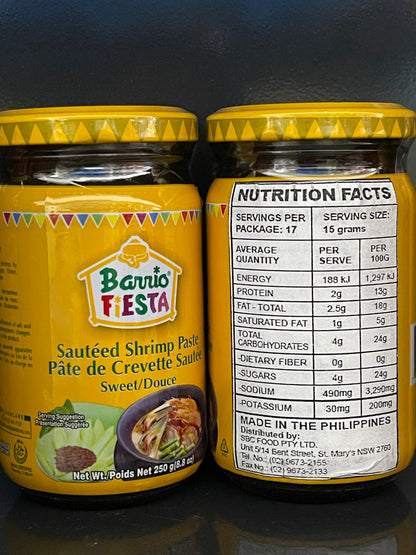 Barrio
FIESTA
Sautéed Shrimp Paste
Pâte de Crevette Sautée
Sweet/Douce
Serving Suggestion
Présentation Suggérée
Net Wt./Poids Net 250 g (8.8 oz)
NUTRITION FACTS
SERVINGS PER PACKAGE: 17 SERVING SIZE: 15 grams
AVERAGE QUANTITY PER SERVE PER 100G
ENERGY 188 kJ 1,297 kJ
PROTEIN 2g 13g
FAT - TOTAL 2.5g 18g
SATURATED FAT 1g 5g
TOTAL CARBOHYDRATES 4g 24g
-DIETARY FIBER 0g 0g
-SUGARS 4g 24g
-SODIUM 490mg 3,290mg
-POTASSIUM 30mg 200mg
MADE IN THE PHILIPPINES
Distributed by:
SBC FOOD PTY LTD.
Unit 5/14 Bent Street, St. Mary's NSW 2760
Tel. No.: (02) 9673-2155
Fax No.: (02) 9673-2133